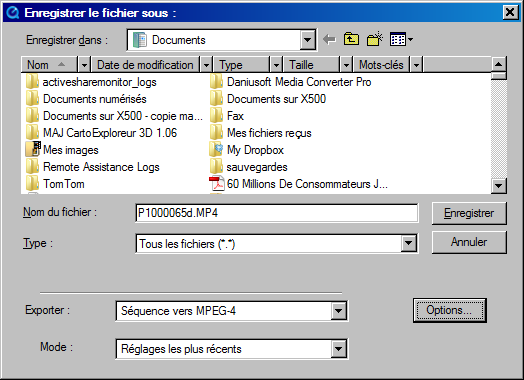 Enregistrer le fichier sous :
Enregistrer dans : Documents
Nom Date de modification Type Taille Mots-clés
activesharemonitor_logs Daniusoft Media Converter Pro
Documents numérisés Documents sur X500
Documents sur X500 - copie ma... Fax
MAJ CartoExploreur 3D 1.06 Mes fichiers reçus
Mes images My Dropbox
Remote Assistance Logs sauvegardes
TomTom 60 Millions De Consommateurs J...
Nom du fichier : P1000065d.MP4 Enregistrer
Type : Tous les fichiers (*.*) Annuler
Exporter : Séquence vers MPEG-4 Options...
Mode : Réglages les plus récents